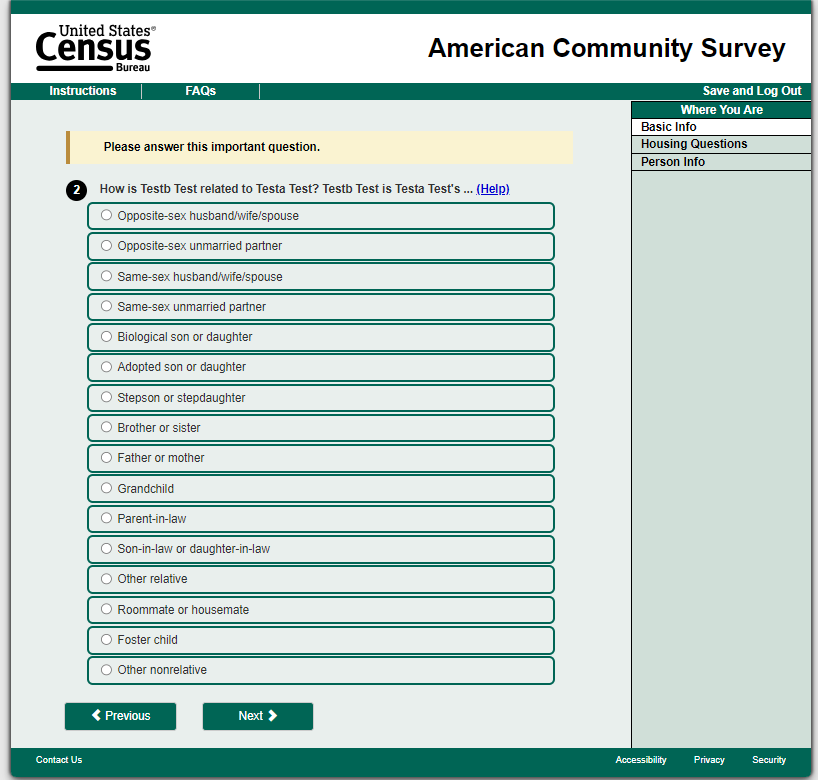 United States®
Census
Bureau
American Community Survey
Instructions FAQs Save and Log Out
Where You Are
Basic Info
Housing Questions
Person Info
Please answer this important question.
2 How is Testb Test related to Testa Test? Testb Test is Testa Test's ... (Help)
Opposite-sex husband/wife/spouse
Opposite-sex unmarried partner
Same-sex husband/wife/spouse
Same-sex unmarried partner
Biological son or daughter
Adopted son or daughter
Stepson or stepdaughter
Brother or sister
Father or mother
Grandchild
Parent-in-law
Son-in-law or daughter-in-law
Other relative
Roommate or housemate
Foster child
Other nonrelative
Previous Next
Contact Us Accessibility Privacy Security